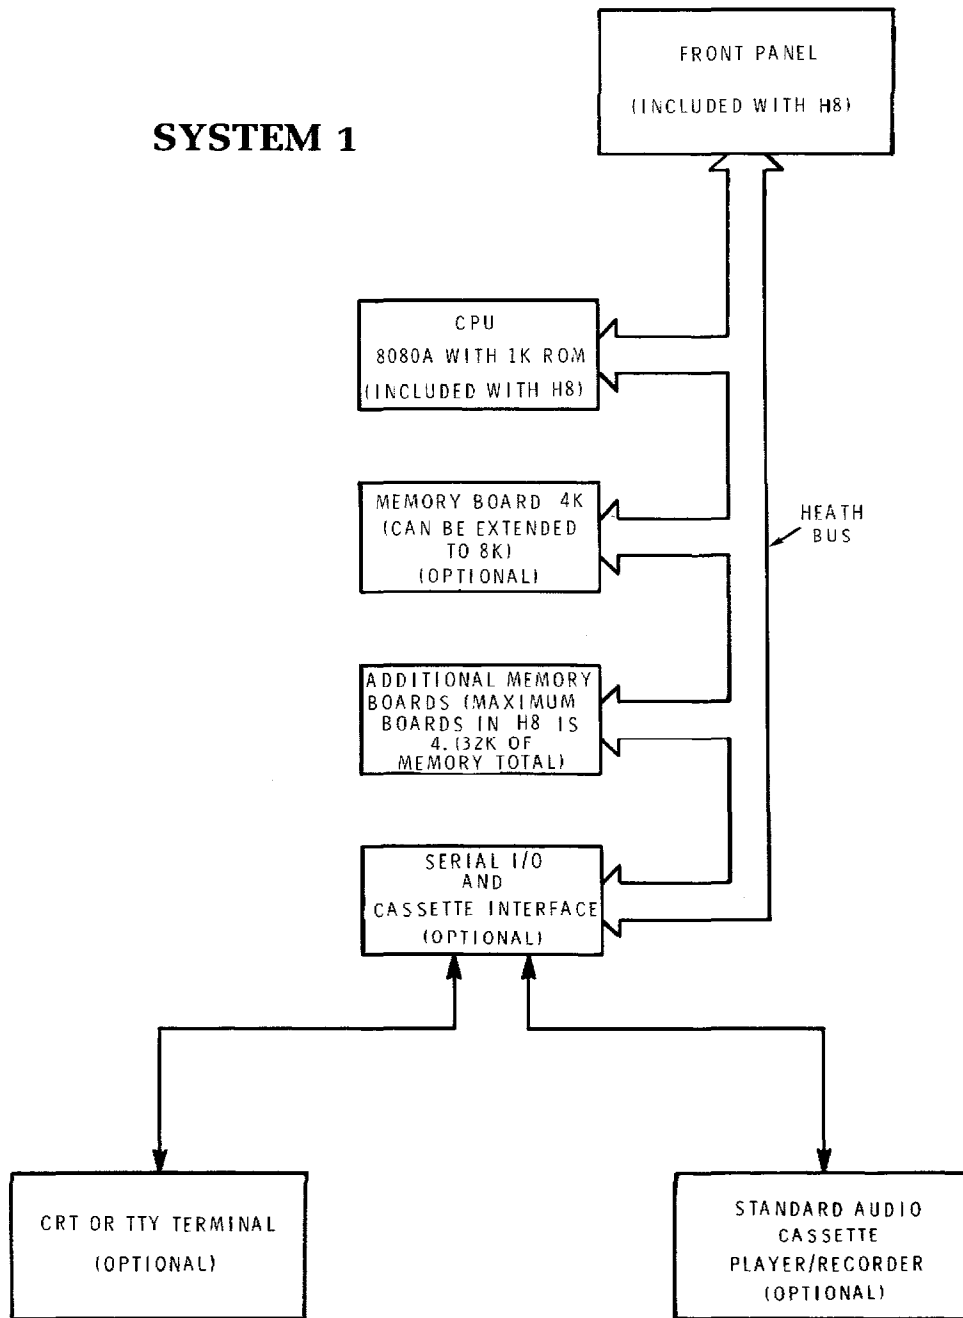 SYSTEM 1
FRONT PANEL
(INCLUDED WITH H8)
CPU
8080A WITH 1K ROM
(INCLUDED WITH H8)
MEMORY BOARD 4K
(CAN BE EXTENDED
TO 8K)
(OPTIONAL)
HEATH
BUS
ADDITIONAL MEMORY
BOARDS (MAXIMUM
BOARDS IN H8 IS
4. (32K OF
MEMORY TOTAL)
SERIAL I/O
AND
CASSETTE INTERFACE
(OPTIONAL)
CRT OR TTY TERMINAL
(OPTIONAL)
STANDARD AUDIO
CASSETTE
PLAYER/RECORDER
(OPTIONAL)